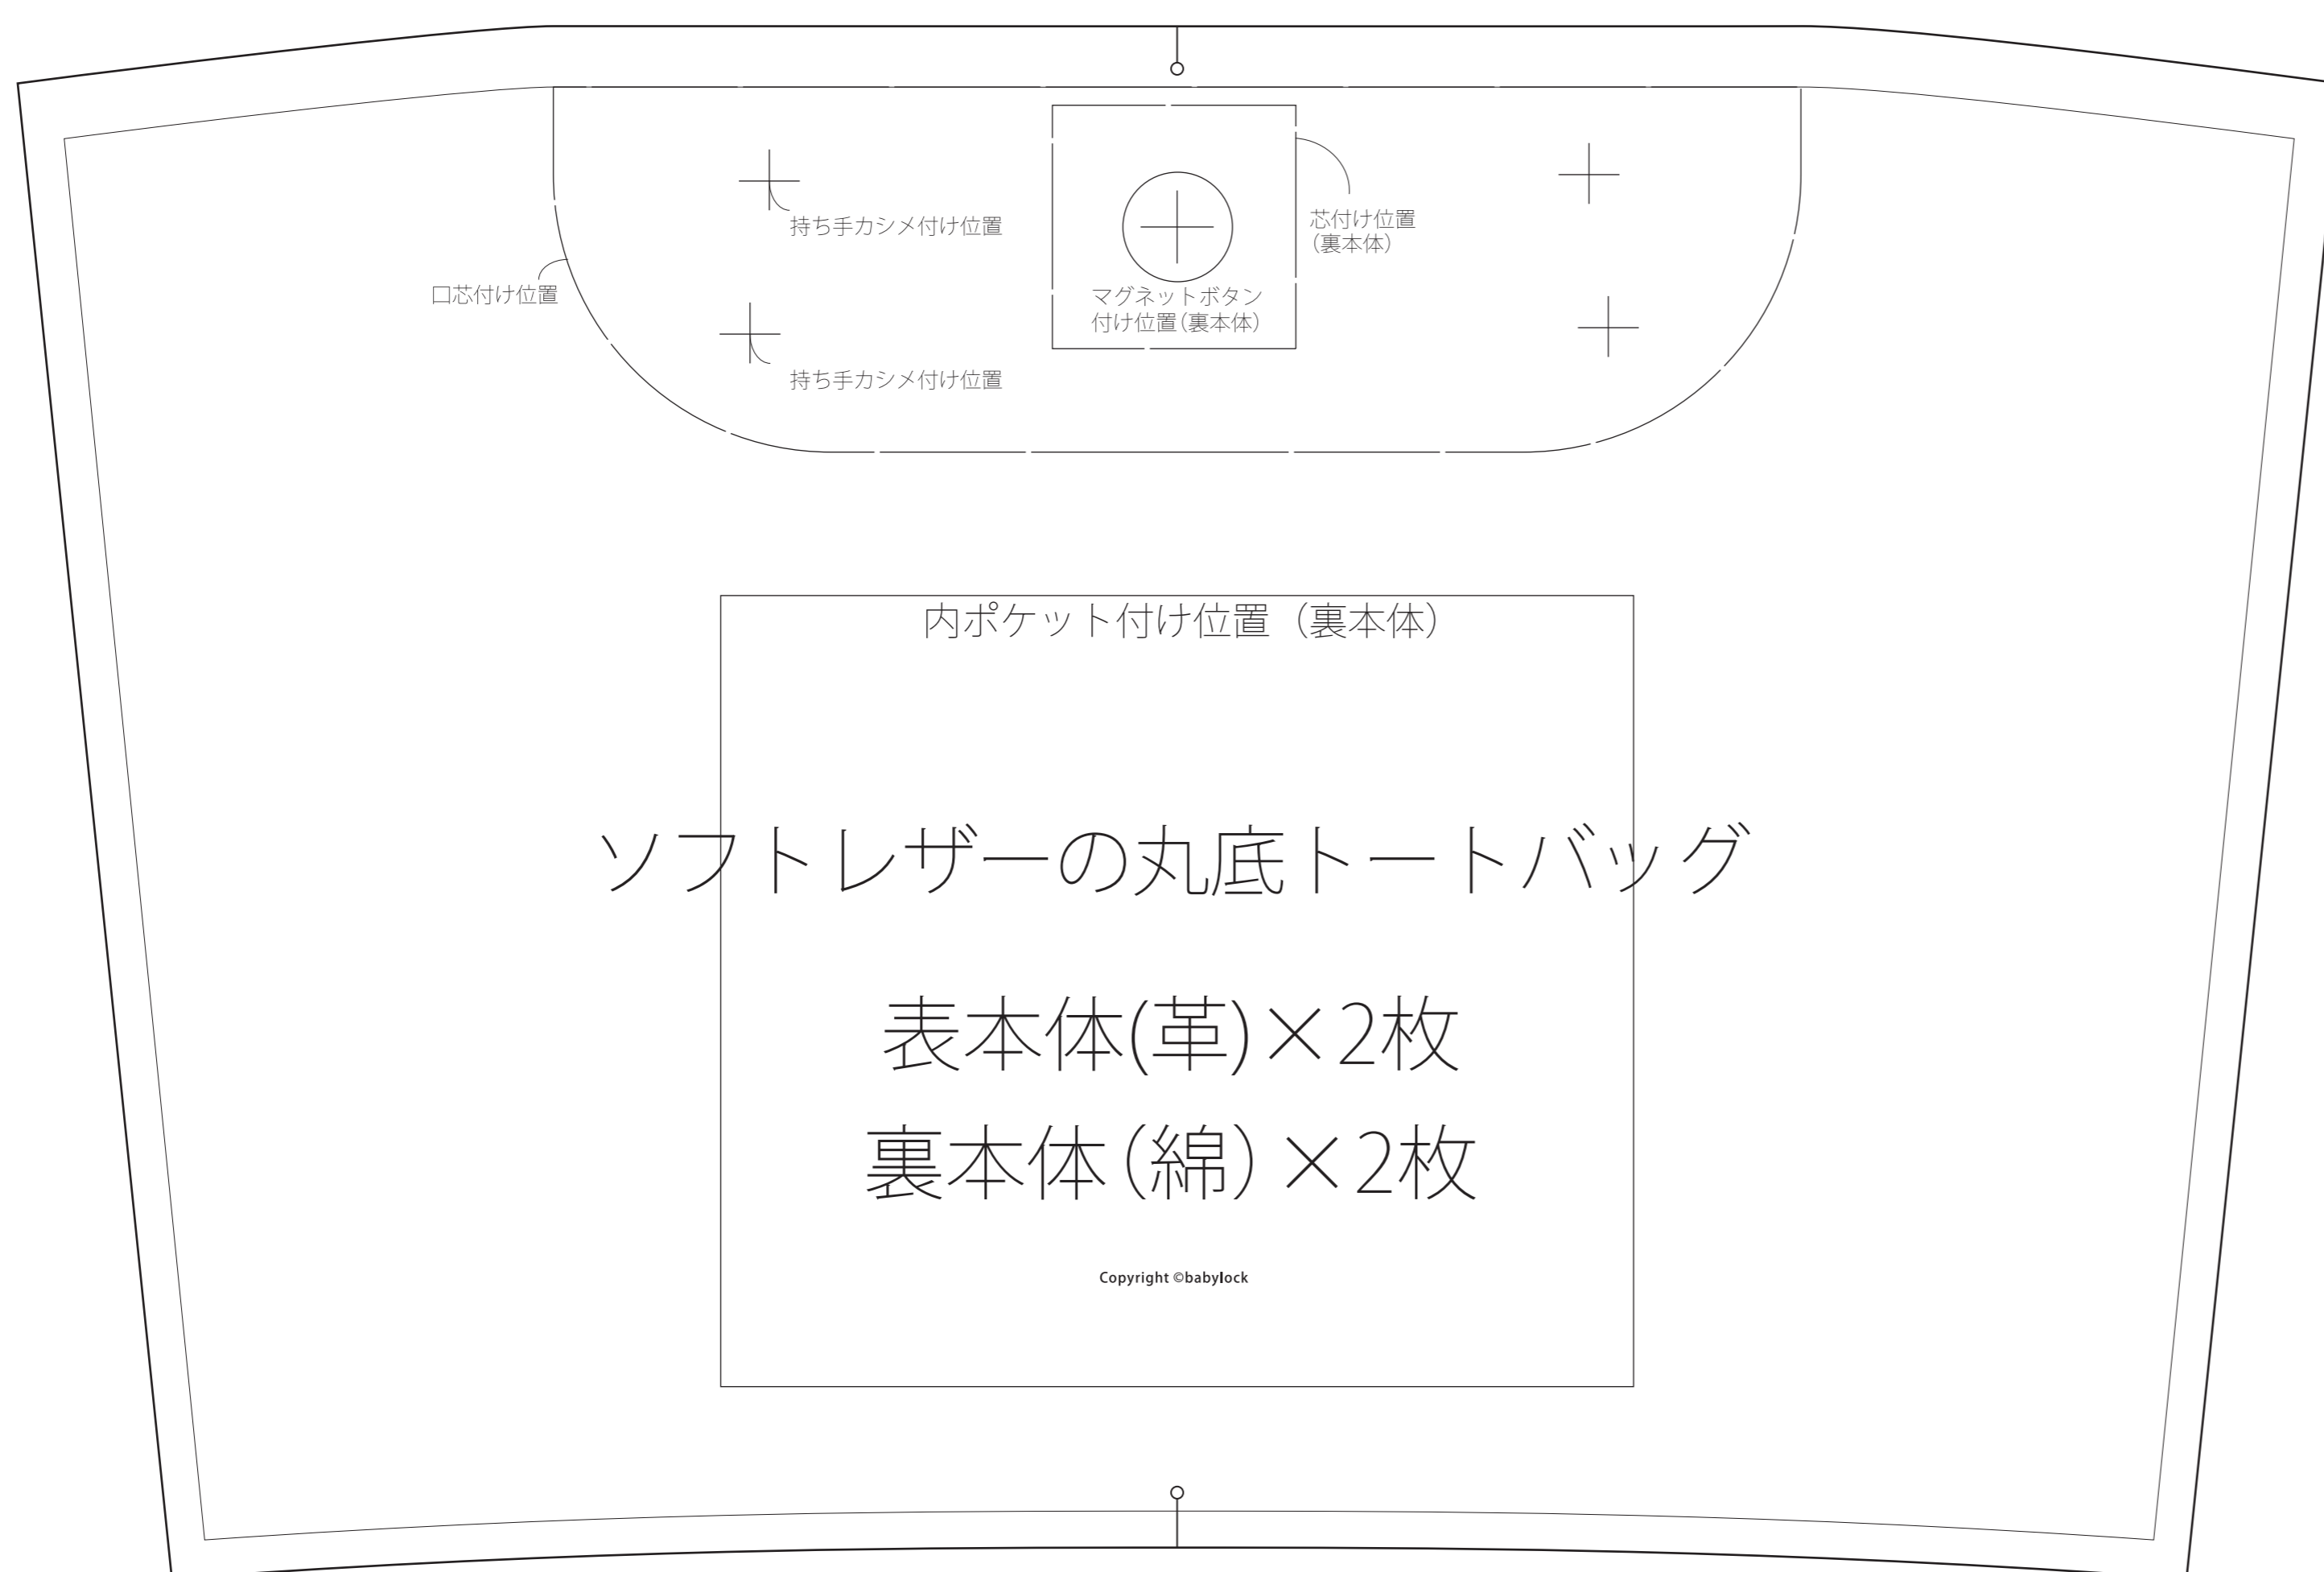 持ち手カシメ付け位置
芯付け位置
（裏本体）
口芯付け位置
マグネットボタン
付け位置（裏本体）
持ち手カシメ付け位置
内ポケット付け位置（裏本体）
ソフトレザーの丸底トートバッグ
表本体(革)×2枚
裏本体（綿）×2枚
Copyright ©babylock